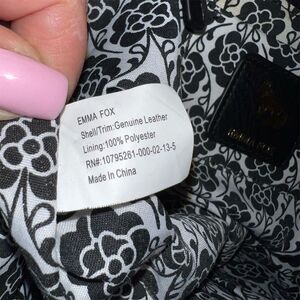 EMMA FOX
Shell/Trim:Genuine Leather
Lining:100% Polyester
RN#:10795261-000-02-13-5
Made In China